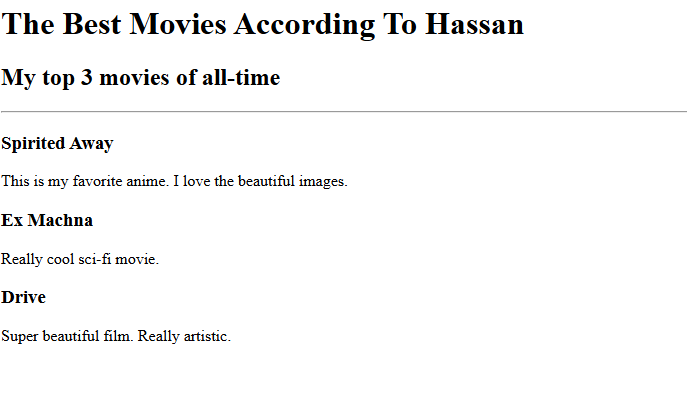 The Best Movies According To Hassan
My top 3 movies of all-time
Spirited Away
This is my favorite anime. I love the beautiful images.
Ex Machna
Really cool sci-fi movie.
Drive
Super beautiful film. Really artistic.